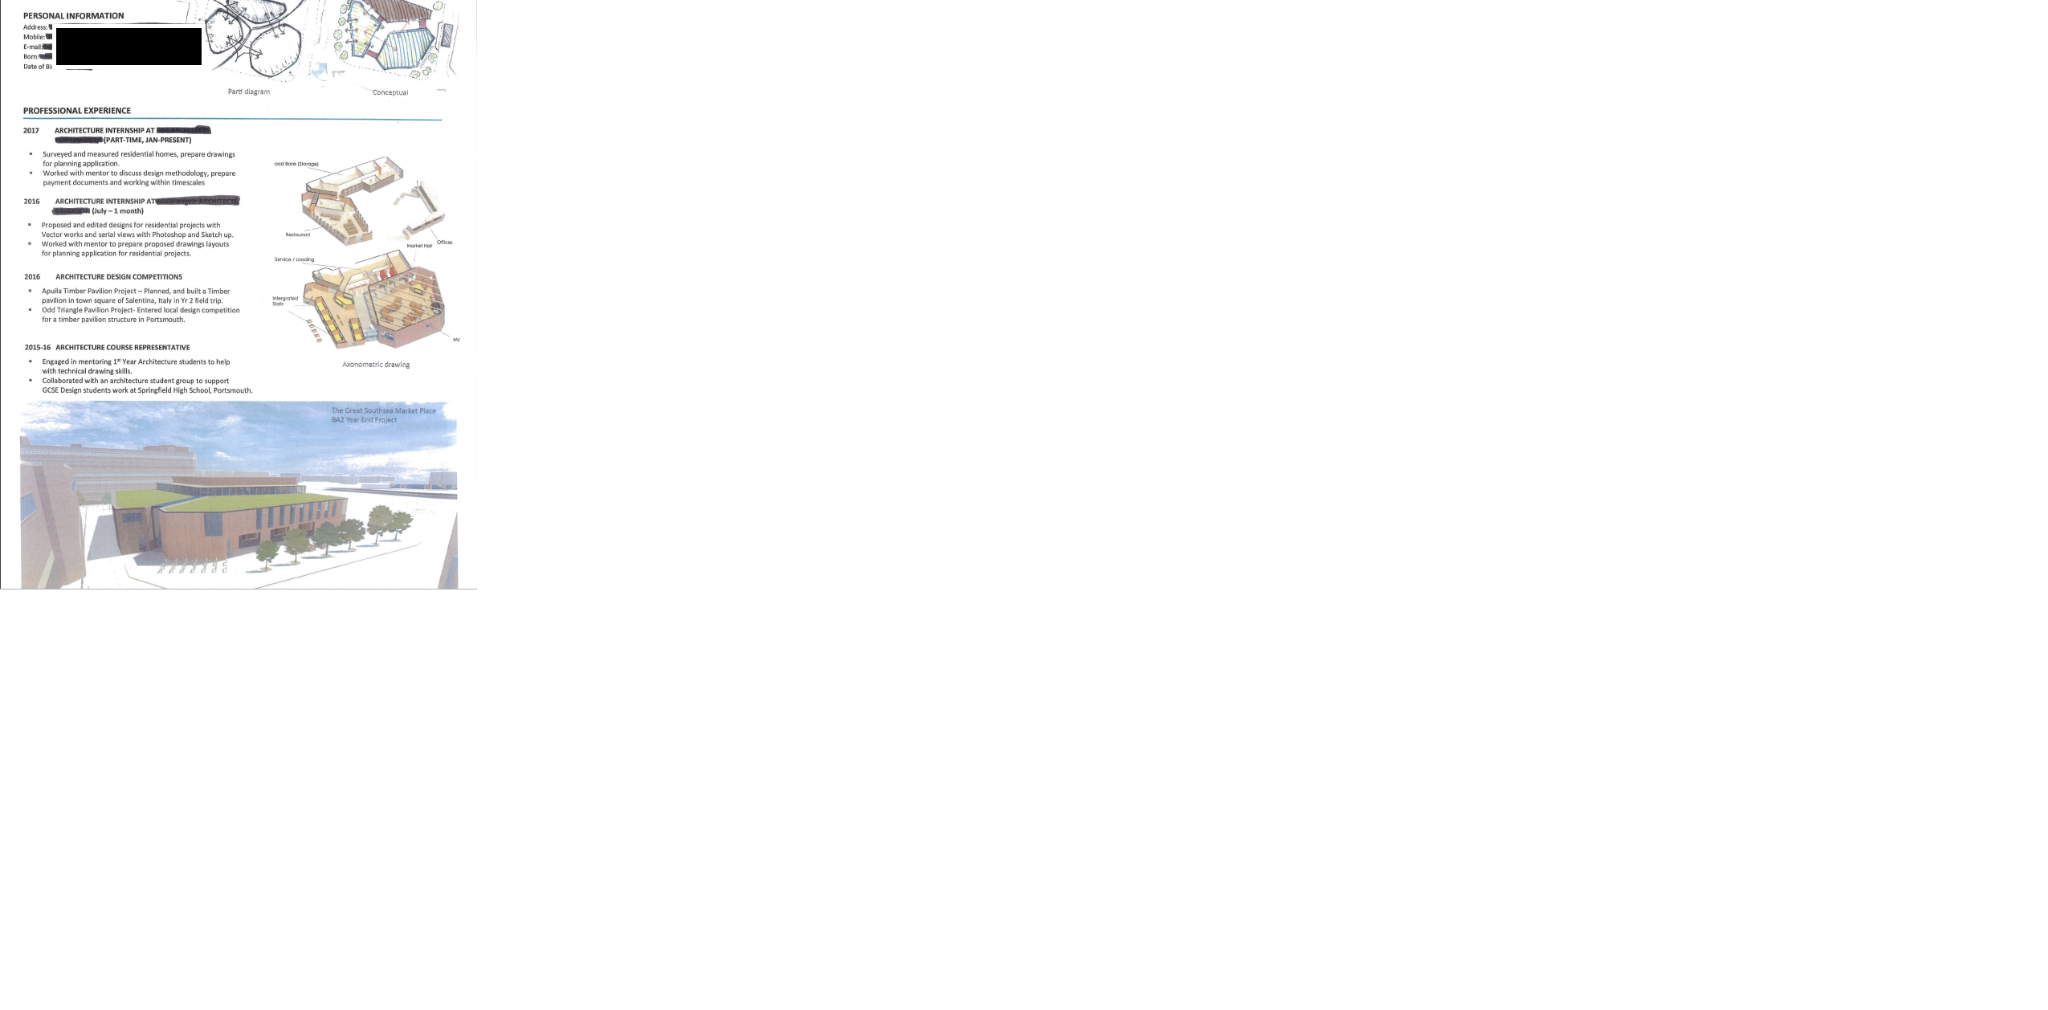 PERSONAL INFORMATION
Address:
Mobile:
E-mail:
Born:
Date of Bi
Parti diagram
Conceptual
PROFESSIONAL EXPERIENCE
2017 ARCHITECTURE INTERNSHIP AT
(PART-TIME, JAN-PRESENT)
▪ Surveyed and measured residential homes, prepare drawings
for planning application.
▪ Worked with mentor to discuss design methodology, prepare
payment documents and working within timescales
2016 ARCHITECTURE INTERNSHIP AT
(July – 1 month)
▪ Proposed and edited designs for residential projects with
Vector works and serial views with Photoshop and Sketch up.
▪ Worked with mentor to prepare proposed drawings layouts
for planning application for residential projects.
2016 ARCHITECTURE DESIGN COMPETITIONS
▪ Apulia Timber Pavilion Project – Planned, and built a Timber
pavilion in town square of Salentina, Italy in Yr 2 field trip.
▪ Odd Triangle Pavilion Project- Entered local design competition
for a timber pavilion structure in Portsmouth.
2015-16 ARCHITECTURE COURSE REPRESENTATIVE
▪ Engaged in mentoring 1st Year Architecture students to help
with technical drawing skills.
▪ Collaborated with an architecture student group to support
GCSE Design students work at Springfield High School, Portsmouth.
ood Bank (Storage)
Restaurant
Offices
Market Hall
Service / Loading
Intergrated
Stalls
Axonometric drawing
The Great Southsea Market Place
BA2 Year End Project